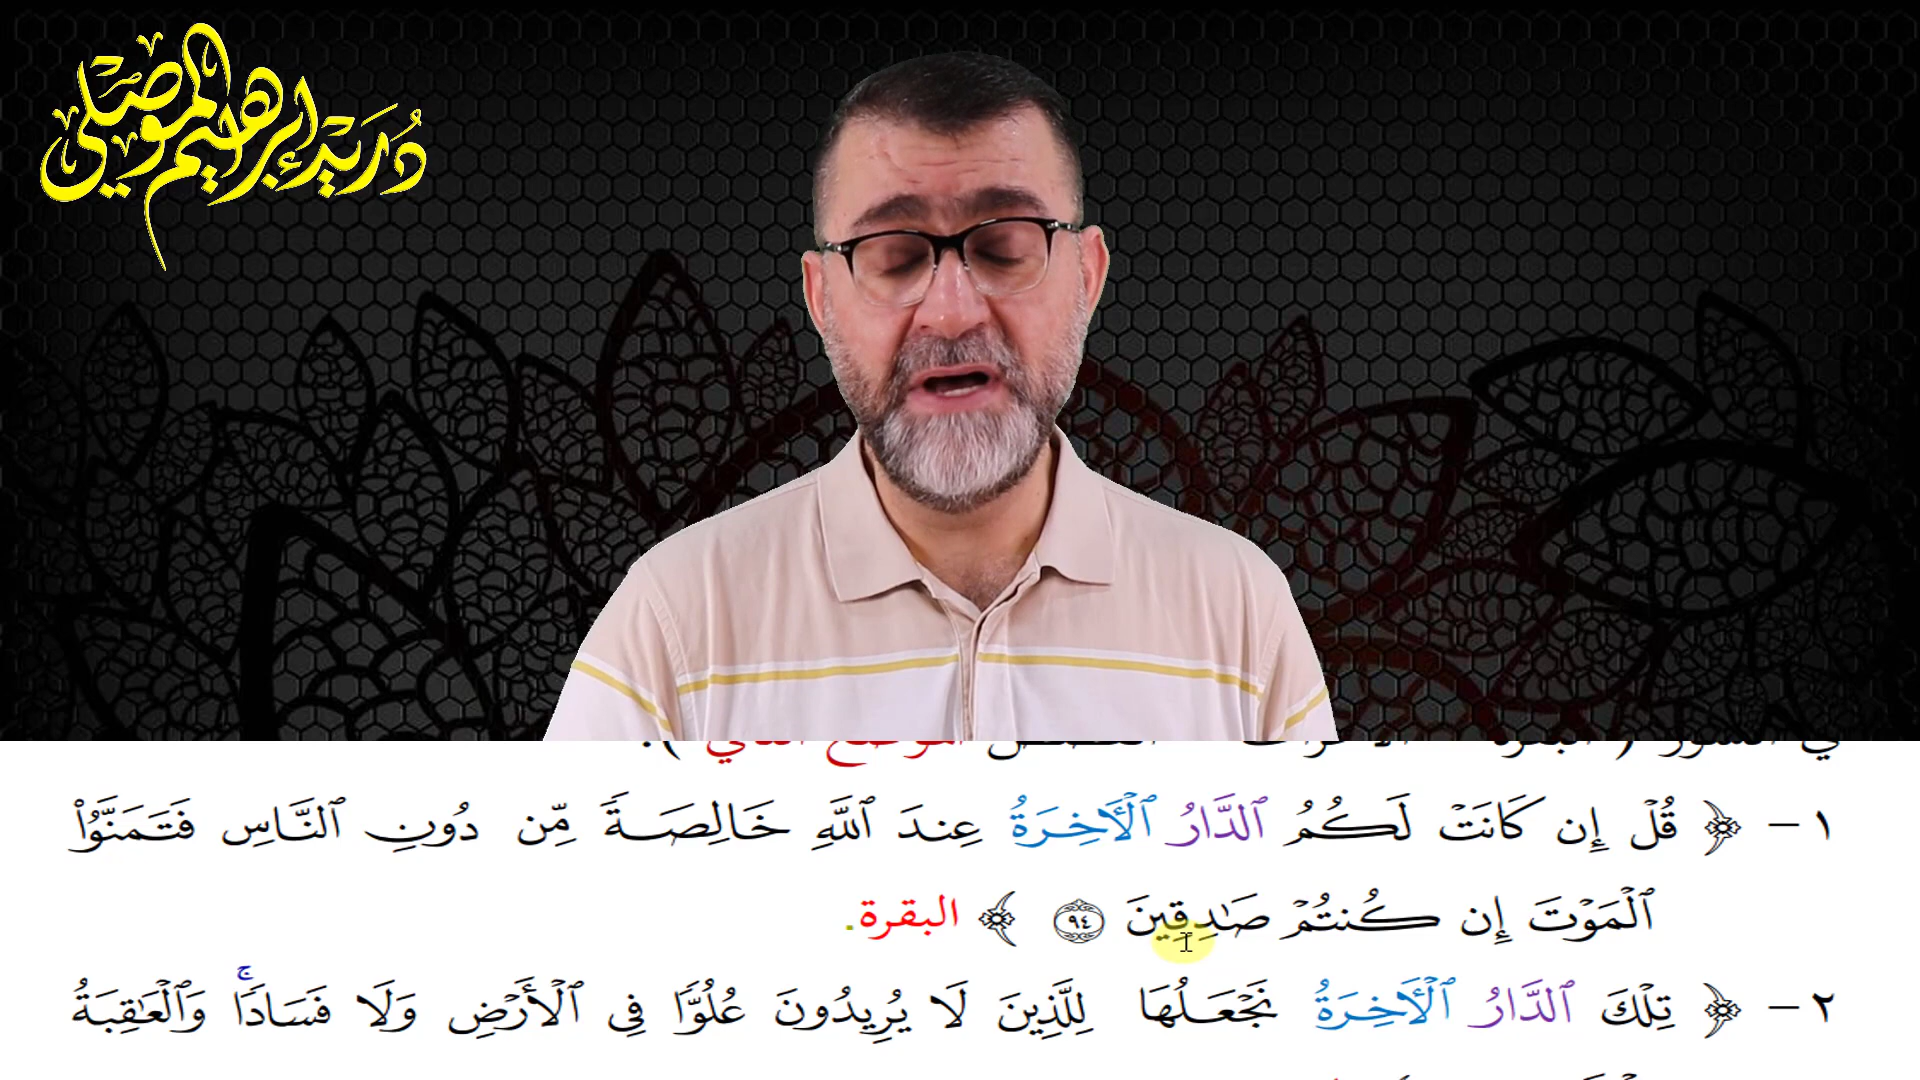 دُرَيْد إبراهيم الموصلي
١ – ﴿ قُلْ إِن كَانَتْ لَكُمُ ٱلدَّارُ ٱلْأَخِرَةُ عِندَ ٱللَّهِ خَالِصَةً مِّن دُونِ ٱلنَّاسِ فَتَمَنَّوُا۟
ٱلْمَوْتَ إِن كُنتُمْ صَـٰدِقِينَ ٩٤ ﴾ البقرة.
٢ – ﴿ تِلْكَ ٱلدَّارُ ٱلْأَخِرَةُ نَجْعَلُهَا لِلَّذِينَ لَا يُرِيدُونَ عُلُوًّا فِى ٱلْأَرْضِ وَلَا فَسَادًا ۚ وَٱلْعَـٰقِبَةُ